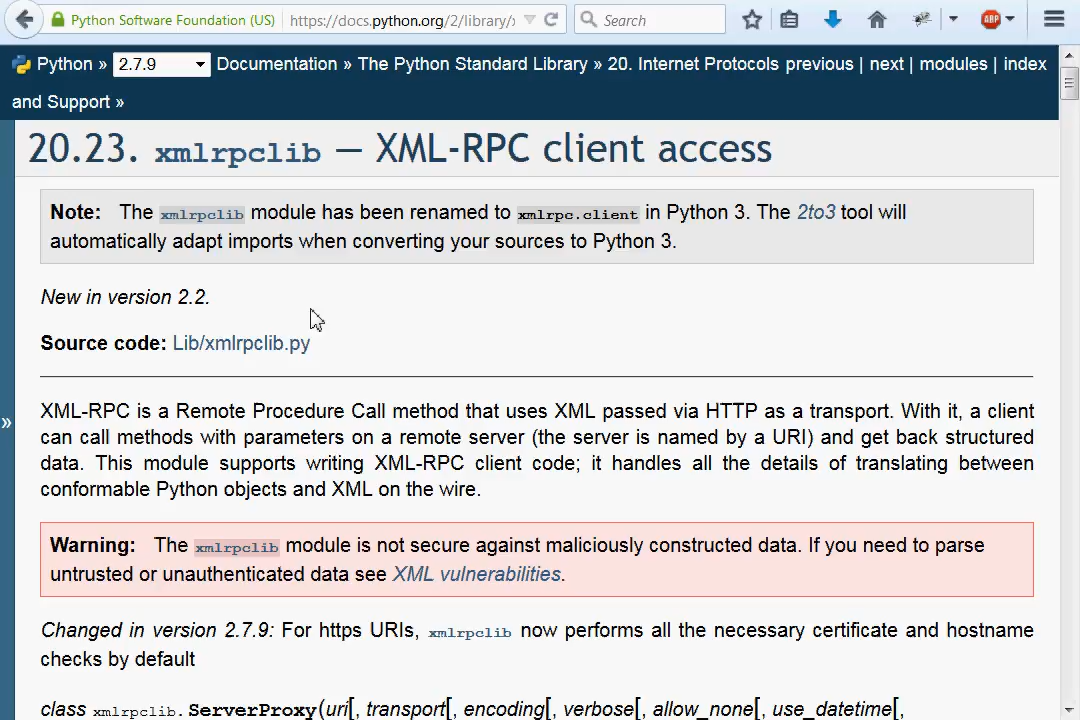 Python Software Foundation (US) https://docs.python.org/2/library/x Search ABP
Python » 2.7.9 Documentation » The Python Standard Library » 20. Internet Protocols previous | next | modules | index
and Support »
20.23. xmlrpclib — XML-RPC client access
Note: The xmlrpclib module has been renamed to xmlrpc.client in Python 3. The 2to3 tool will
automatically adapt imports when converting your sources to Python 3.
New in version 2.2.
Source code: Lib/xmlrpclib.py
»
XML-RPC is a Remote Procedure Call method that uses XML passed via HTTP as a transport. With it, a client
can call methods with parameters on a remote server (the server is named by a URI) and get back structured
data. This module supports writing XML-RPC client code; it handles all the details of translating between
conformable Python objects and XML on the wire.
Warning: The xmlrpclib module is not secure against maliciously constructed data. If you need to parse
untrusted or unauthenticated data see XML vulnerabilities.
Changed in version 2.7.9: For https URIs, xmlrpclib now performs all the necessary certificate and hostname
checks by default
class xmlrpclib.ServerProxy(uri[, transport[, encoding[, verbose[, allow_none[, use_datetime[,